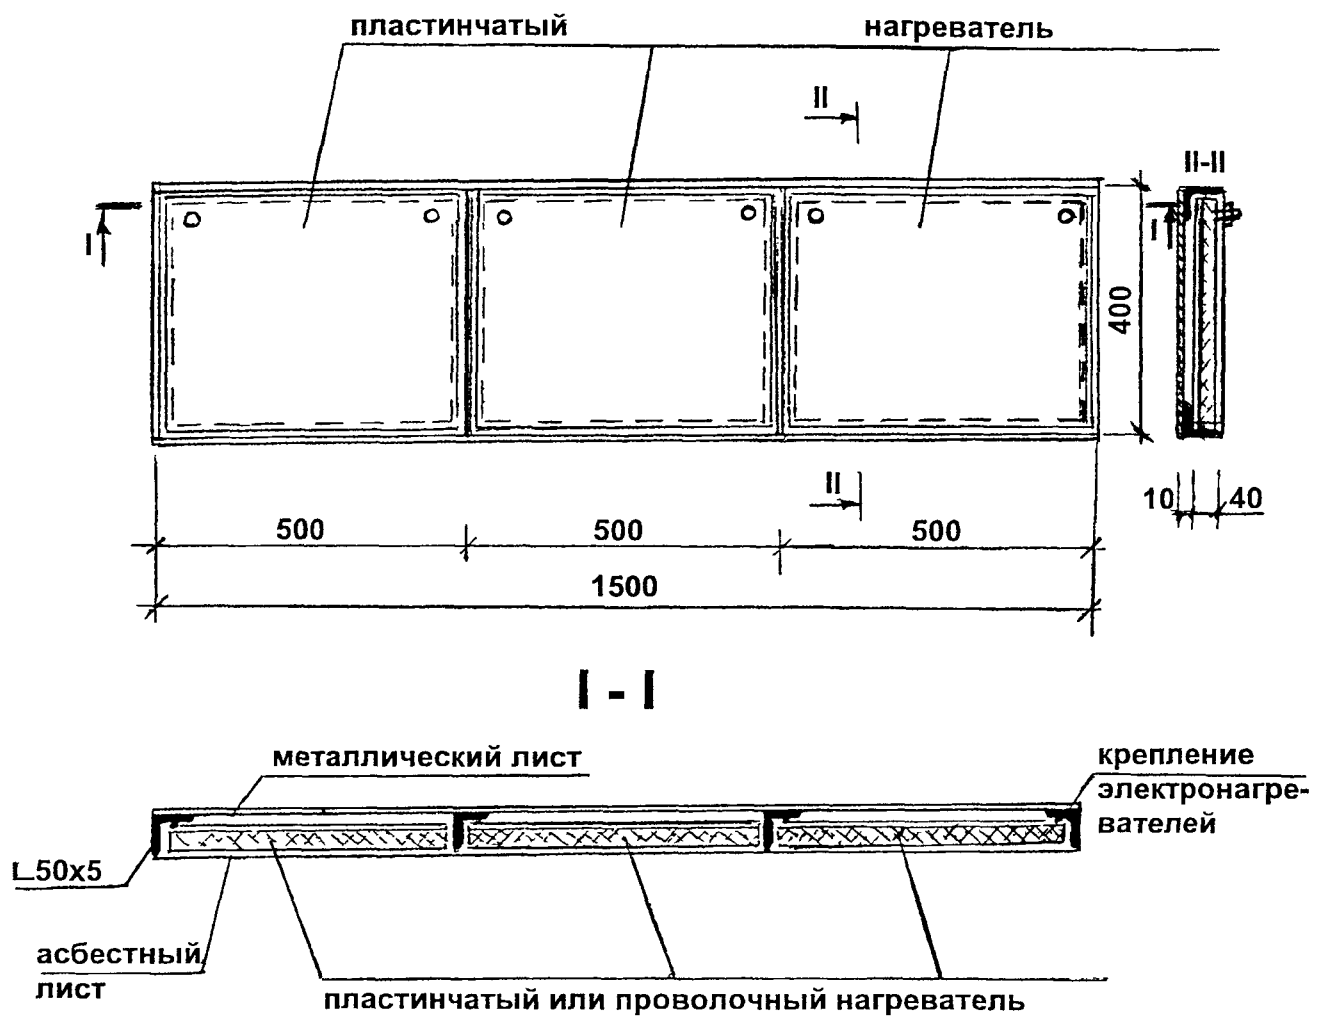 пластинчатый нагреватель
II
II-II
I
I
400
II
10 40
500 500 500
1500
I - I
металлический лист
крепление
электронагре-
вателей
∟50х5
асбестный
лист
пластинчатый или проволочный нагреватель